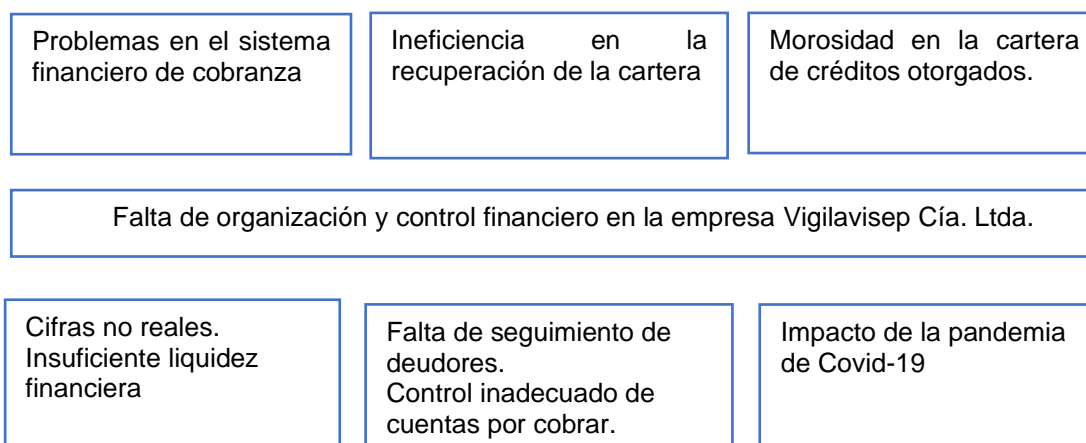 Problemas en el sistema
financiero de cobranza
Ineficiencia en la
recuperación de la cartera
Morosidad en la cartera
de créditos otorgados.
Falta de organización y control financiero en la empresa Vigilavisep Cía. Ltda.
Cifras no reales.
Insuficiente liquidez
financiera
Falta de seguimiento de
deudores.
Control inadecuado de
cuentas por cobrar.
Impacto de la pandemia
de Covid-19